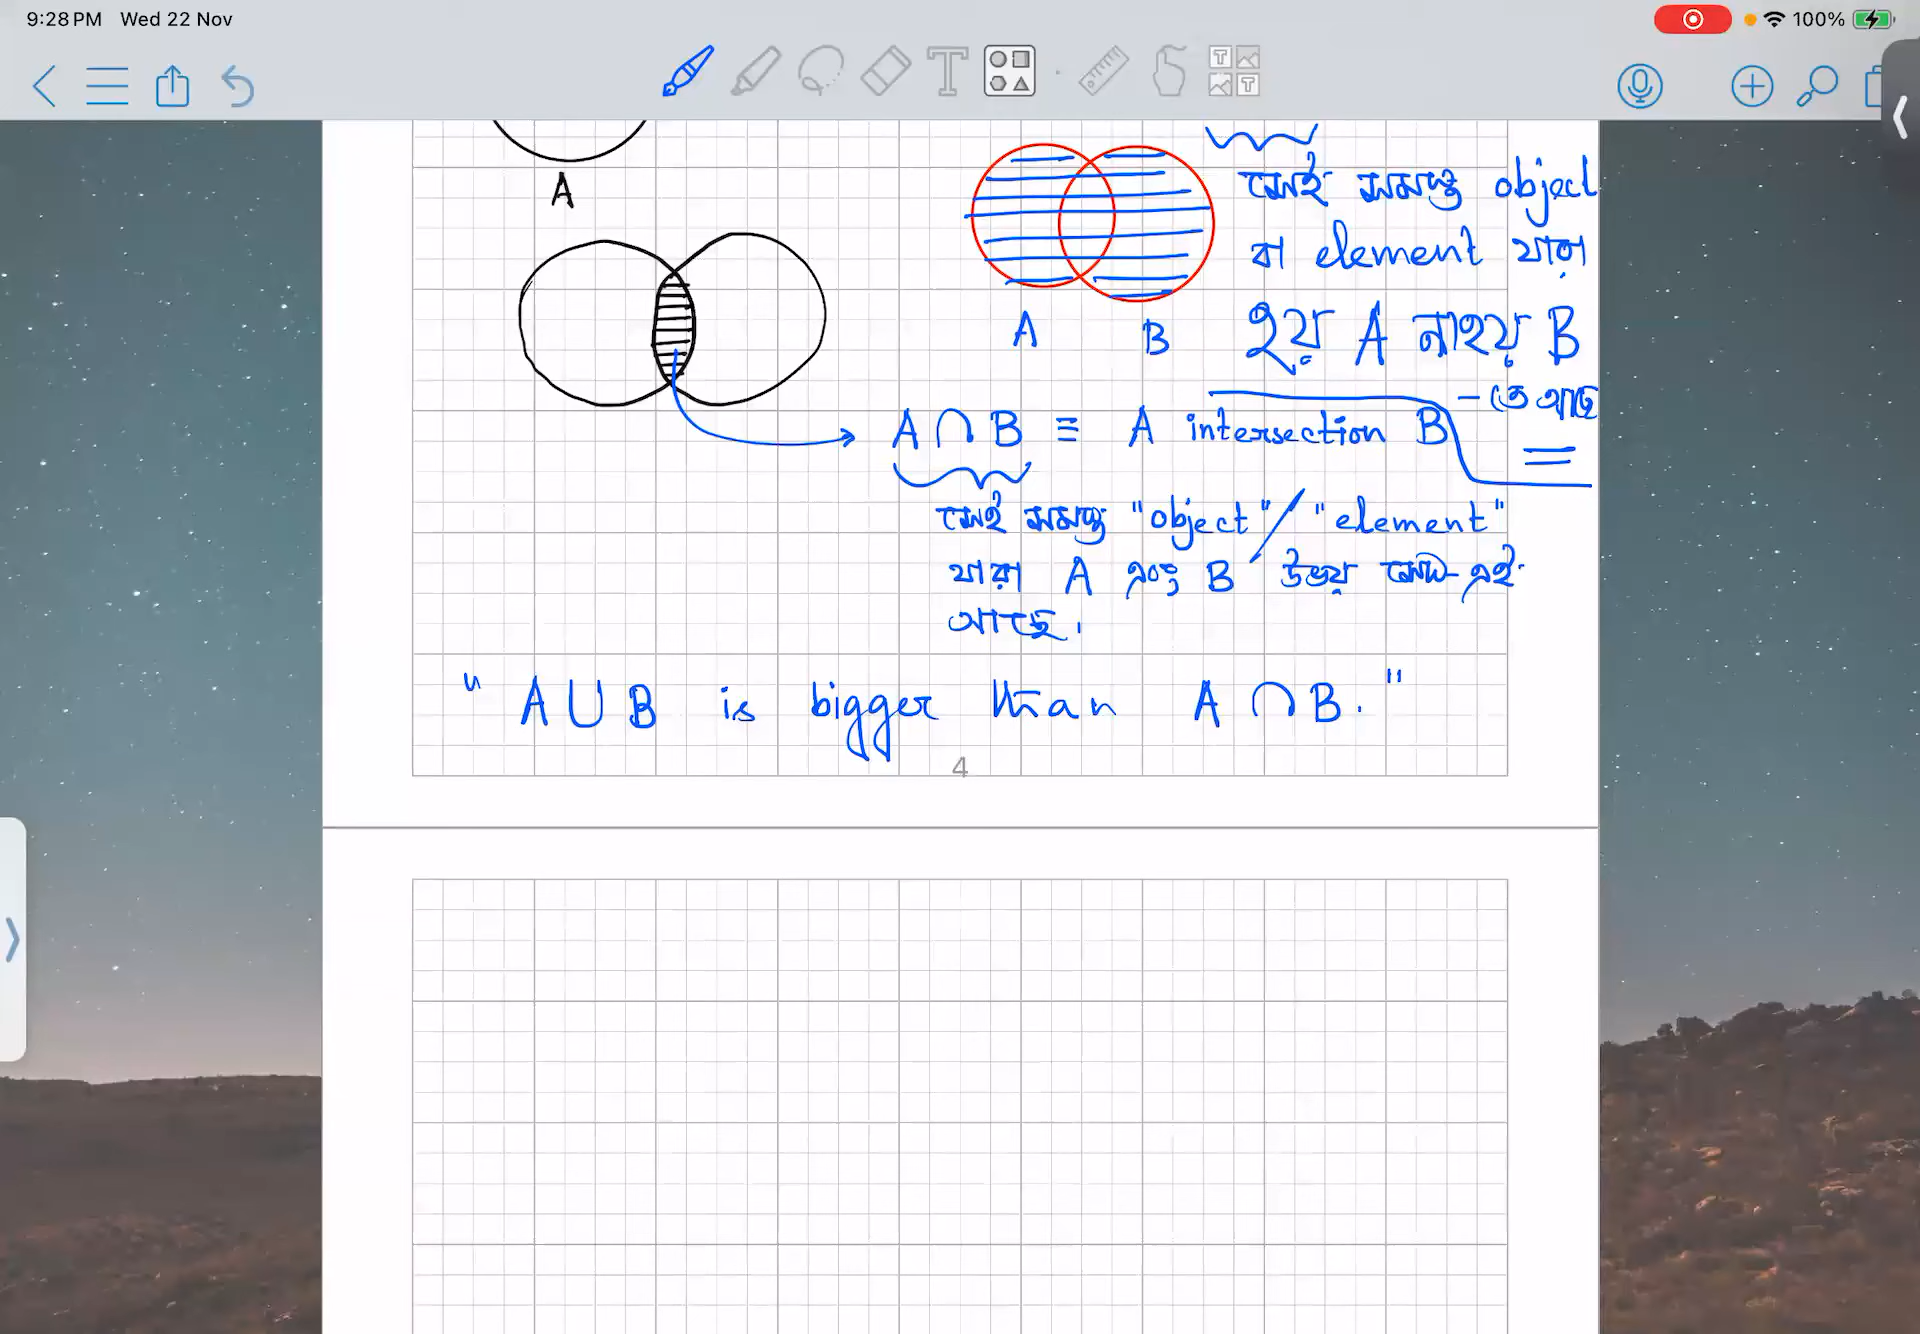 9:28 PM Wed 22 Nov
100%
A
সেই সমস্ত object
বা element যারা
হয় A নাহয় B
-তে আছে
A B
A ∩ B ≡ A intersection B
সেই সমস্ত "object" / "element"
যারা A এবং B উভয় সেট-এই
আছে।
"A ∪ B is bigger than A ∩ B."
4